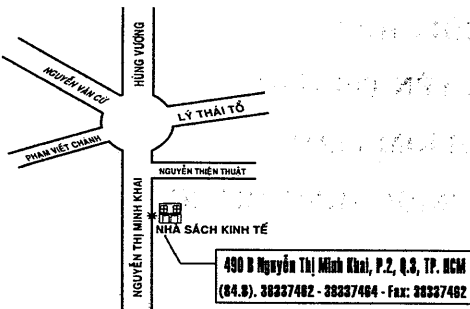 HÙNG VƯƠNG
NGUYỄN VĂN CỪ
LÝ THÁI TỔ
PHẠM VIẾT CHÁNH
NGUYỄN THIỆN THUẬT
NGUYỄN THỊ MINH KHAI
NHÀ SÁCH KINH TẾ
490 B Nguyễn Thị Minh Khai, P.2, Q.3, TP. HCM
(84.8). 38337462 - 38337464 - Fax: 38337462